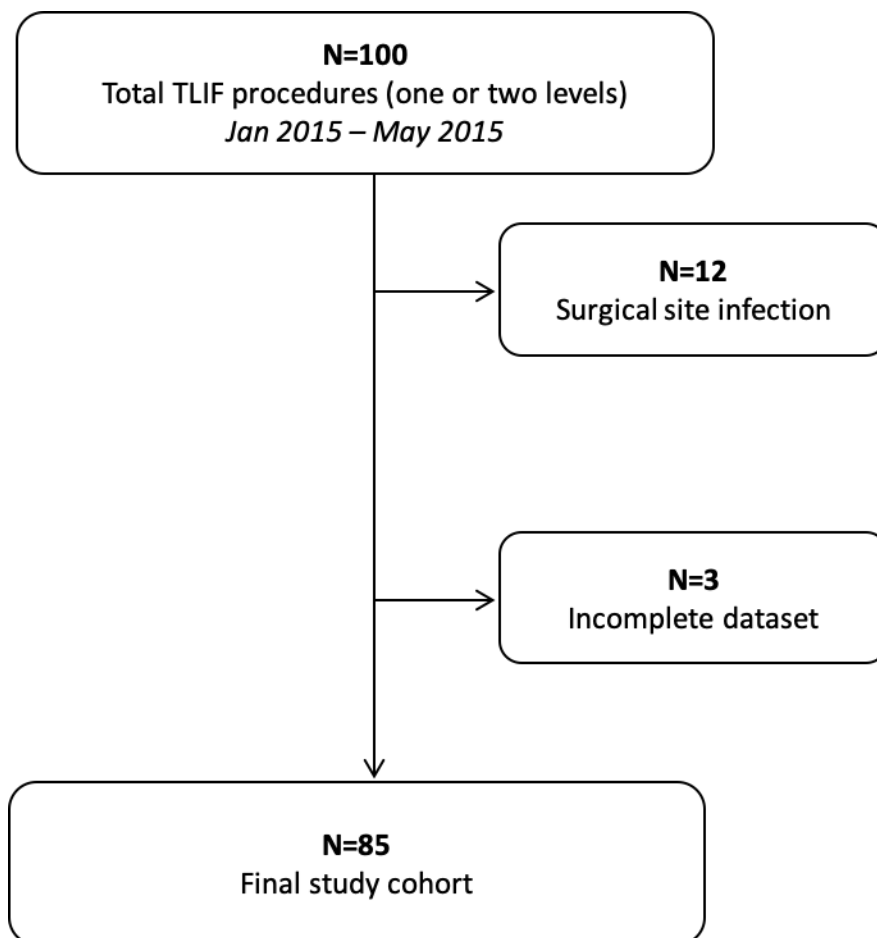 N=100
Total TLIF procedures (one or two levels)
Jan 2015 – May 2015
N=12
Surgical site infection
N=3
Incomplete dataset
N=85
Final study cohort